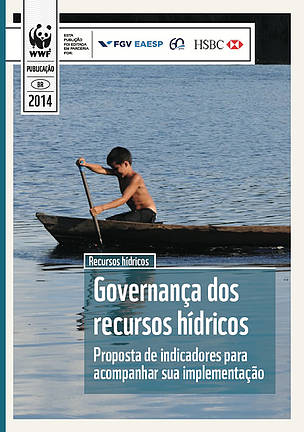 WWF
PUBLICAÇÃO
BR
2014
ESTA
PUBLICAÇÃO
FOI EDITADA
EM PARCERIA
POR:
FGV EAESP
60
HSBC
Recursos hídricos
Governança dos
recursos hídricos
Proposta de indicadores para
acompanhar sua implementação